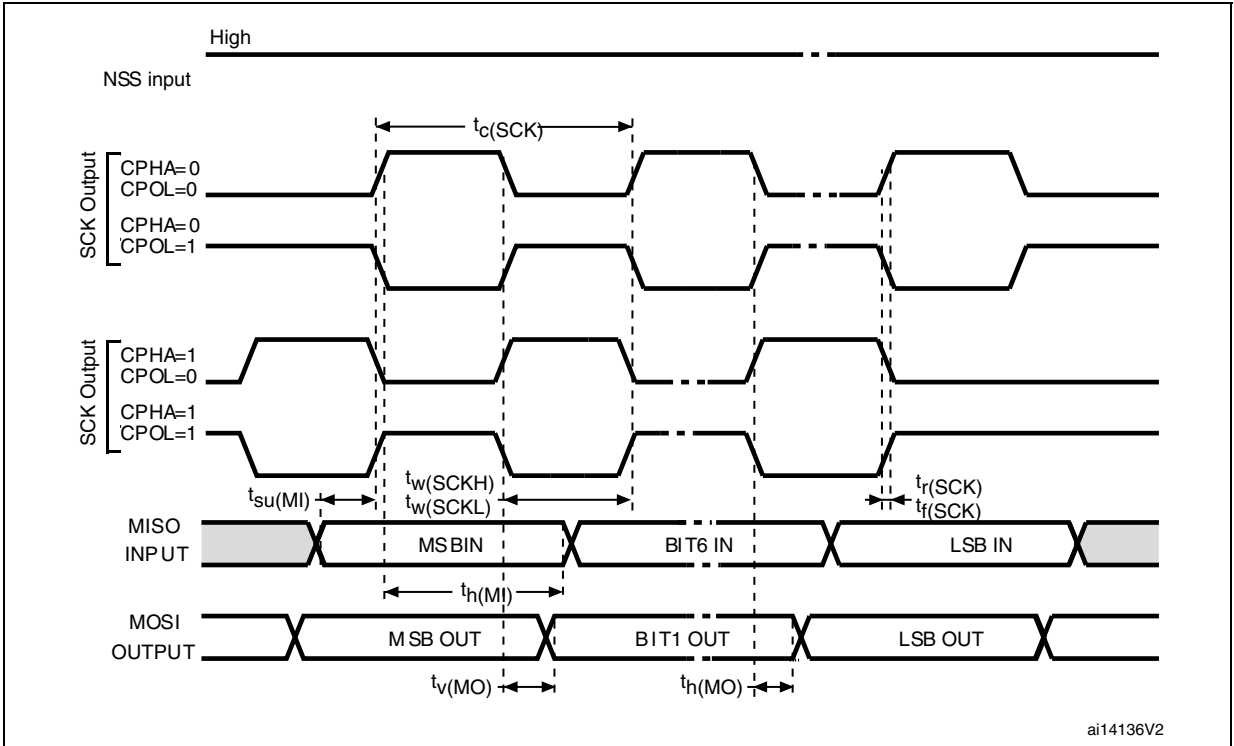 High
NSS input
tc(SCK)
SCK Output
CPHA=0
CPOL=0
CPHA=0
CPOL=1
SCK Output
CPHA=1
CPOL=0
CPHA=1
CPOL=1
tsu(MI)
tw(SCKH)
tw(SCKL)
tr(SCK)
tf(SCK)
MISO
INPUT
MSBIN
BIT6 IN
LSB IN
th(MI)
MOSI
OUTPUT
MSB OUT
BIT1 OUT
LSB OUT
tv(MO)
th(MO)
ai14136V2